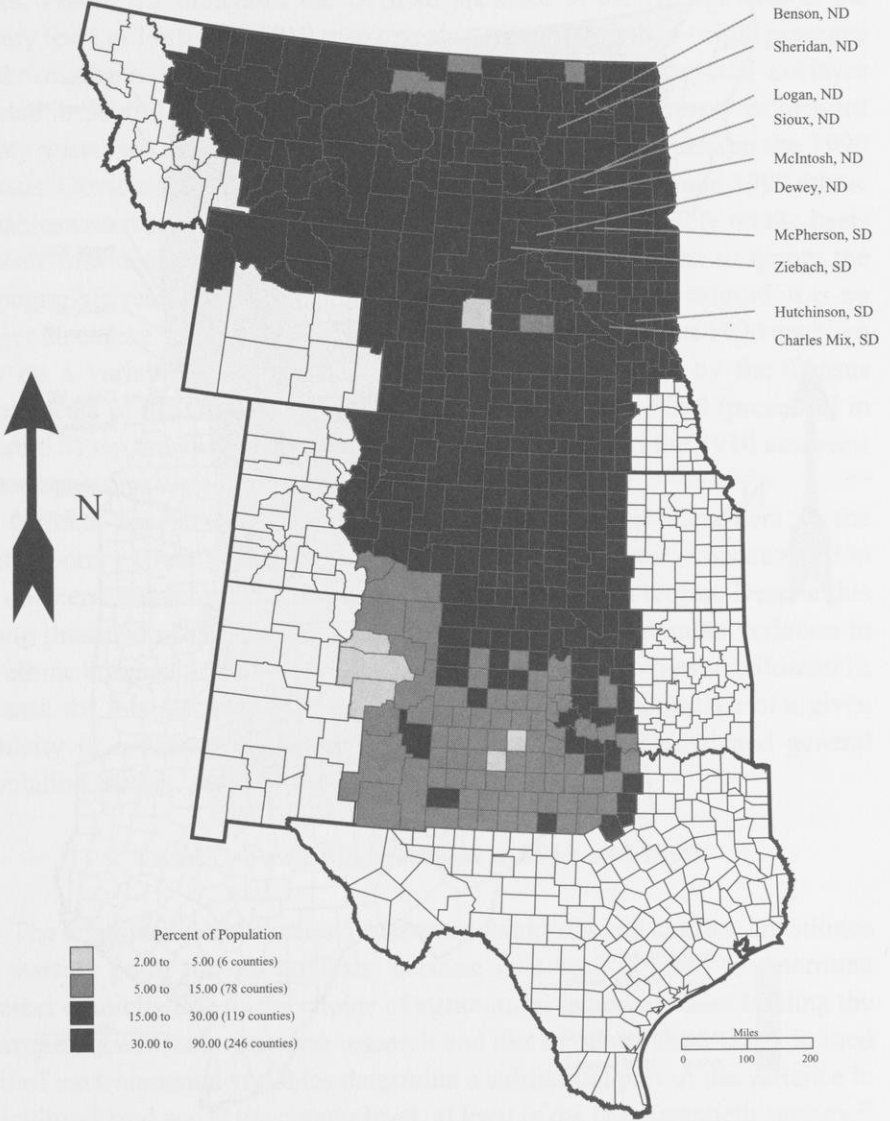 Benson, ND
Sheridan, ND
Logan, ND
Sioux, ND
McIntosh, ND
Dewey, ND
McPherson, SD
Ziebach, SD
Hutchinson, SD
Charles Mix, SD
N
Percent of Population
2.00 to 5.00 (6 counties)
5.00 to 15.00 (78 counties)
15.00 to 30.00 (119 counties)
30.00 to 90.00 (246 counties)
Miles
0 100 200